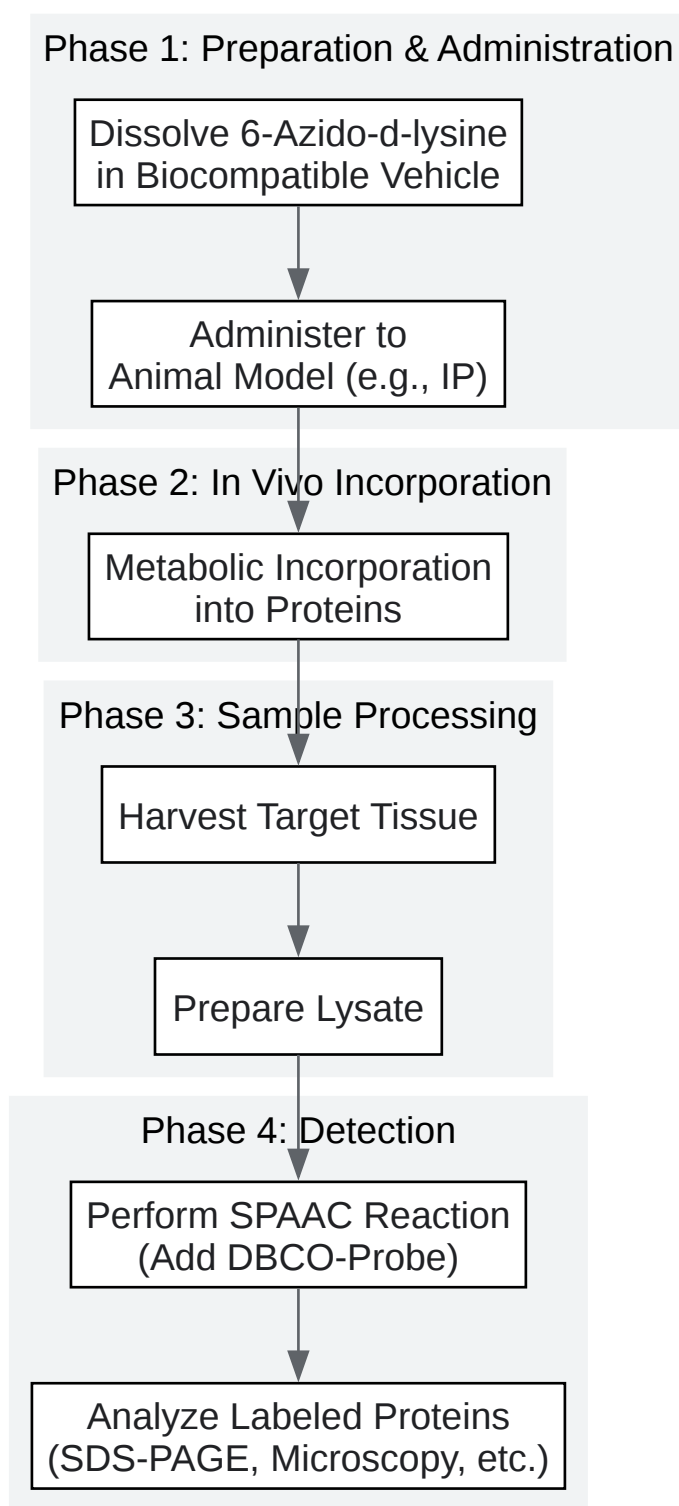 Phase 1: Preparation & Administration
Dissolve 6-Azido-d-lysine
in Biocompatible Vehicle
Administer to
Animal Model (e.g., IP)
Phase 2: In Vivo Incorporation
Metabolic Incorporation
into Proteins
Phase 3: Sample Processing
Harvest Target Tissue
Prepare Lysate
Phase 4: Detection
Perform SPAAC Reaction
(Add DBCO-Probe)
Analyze Labeled Proteins
(SDS-PAGE, Microscopy, etc.)